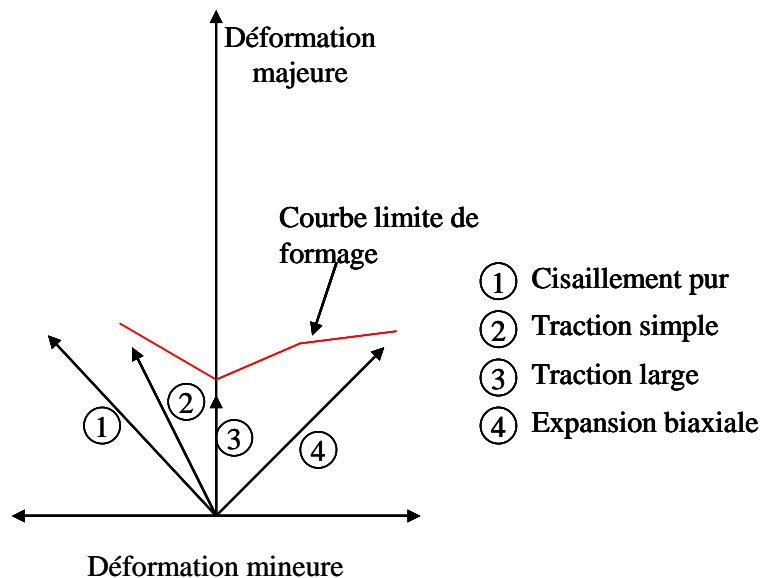 Déformation
majeure
Courbe limite de
formage
1 Cisaillement pur
2 Traction simple
3 Traction large
4 Expansion biaxiale
1
2
3
4
Déformation mineure